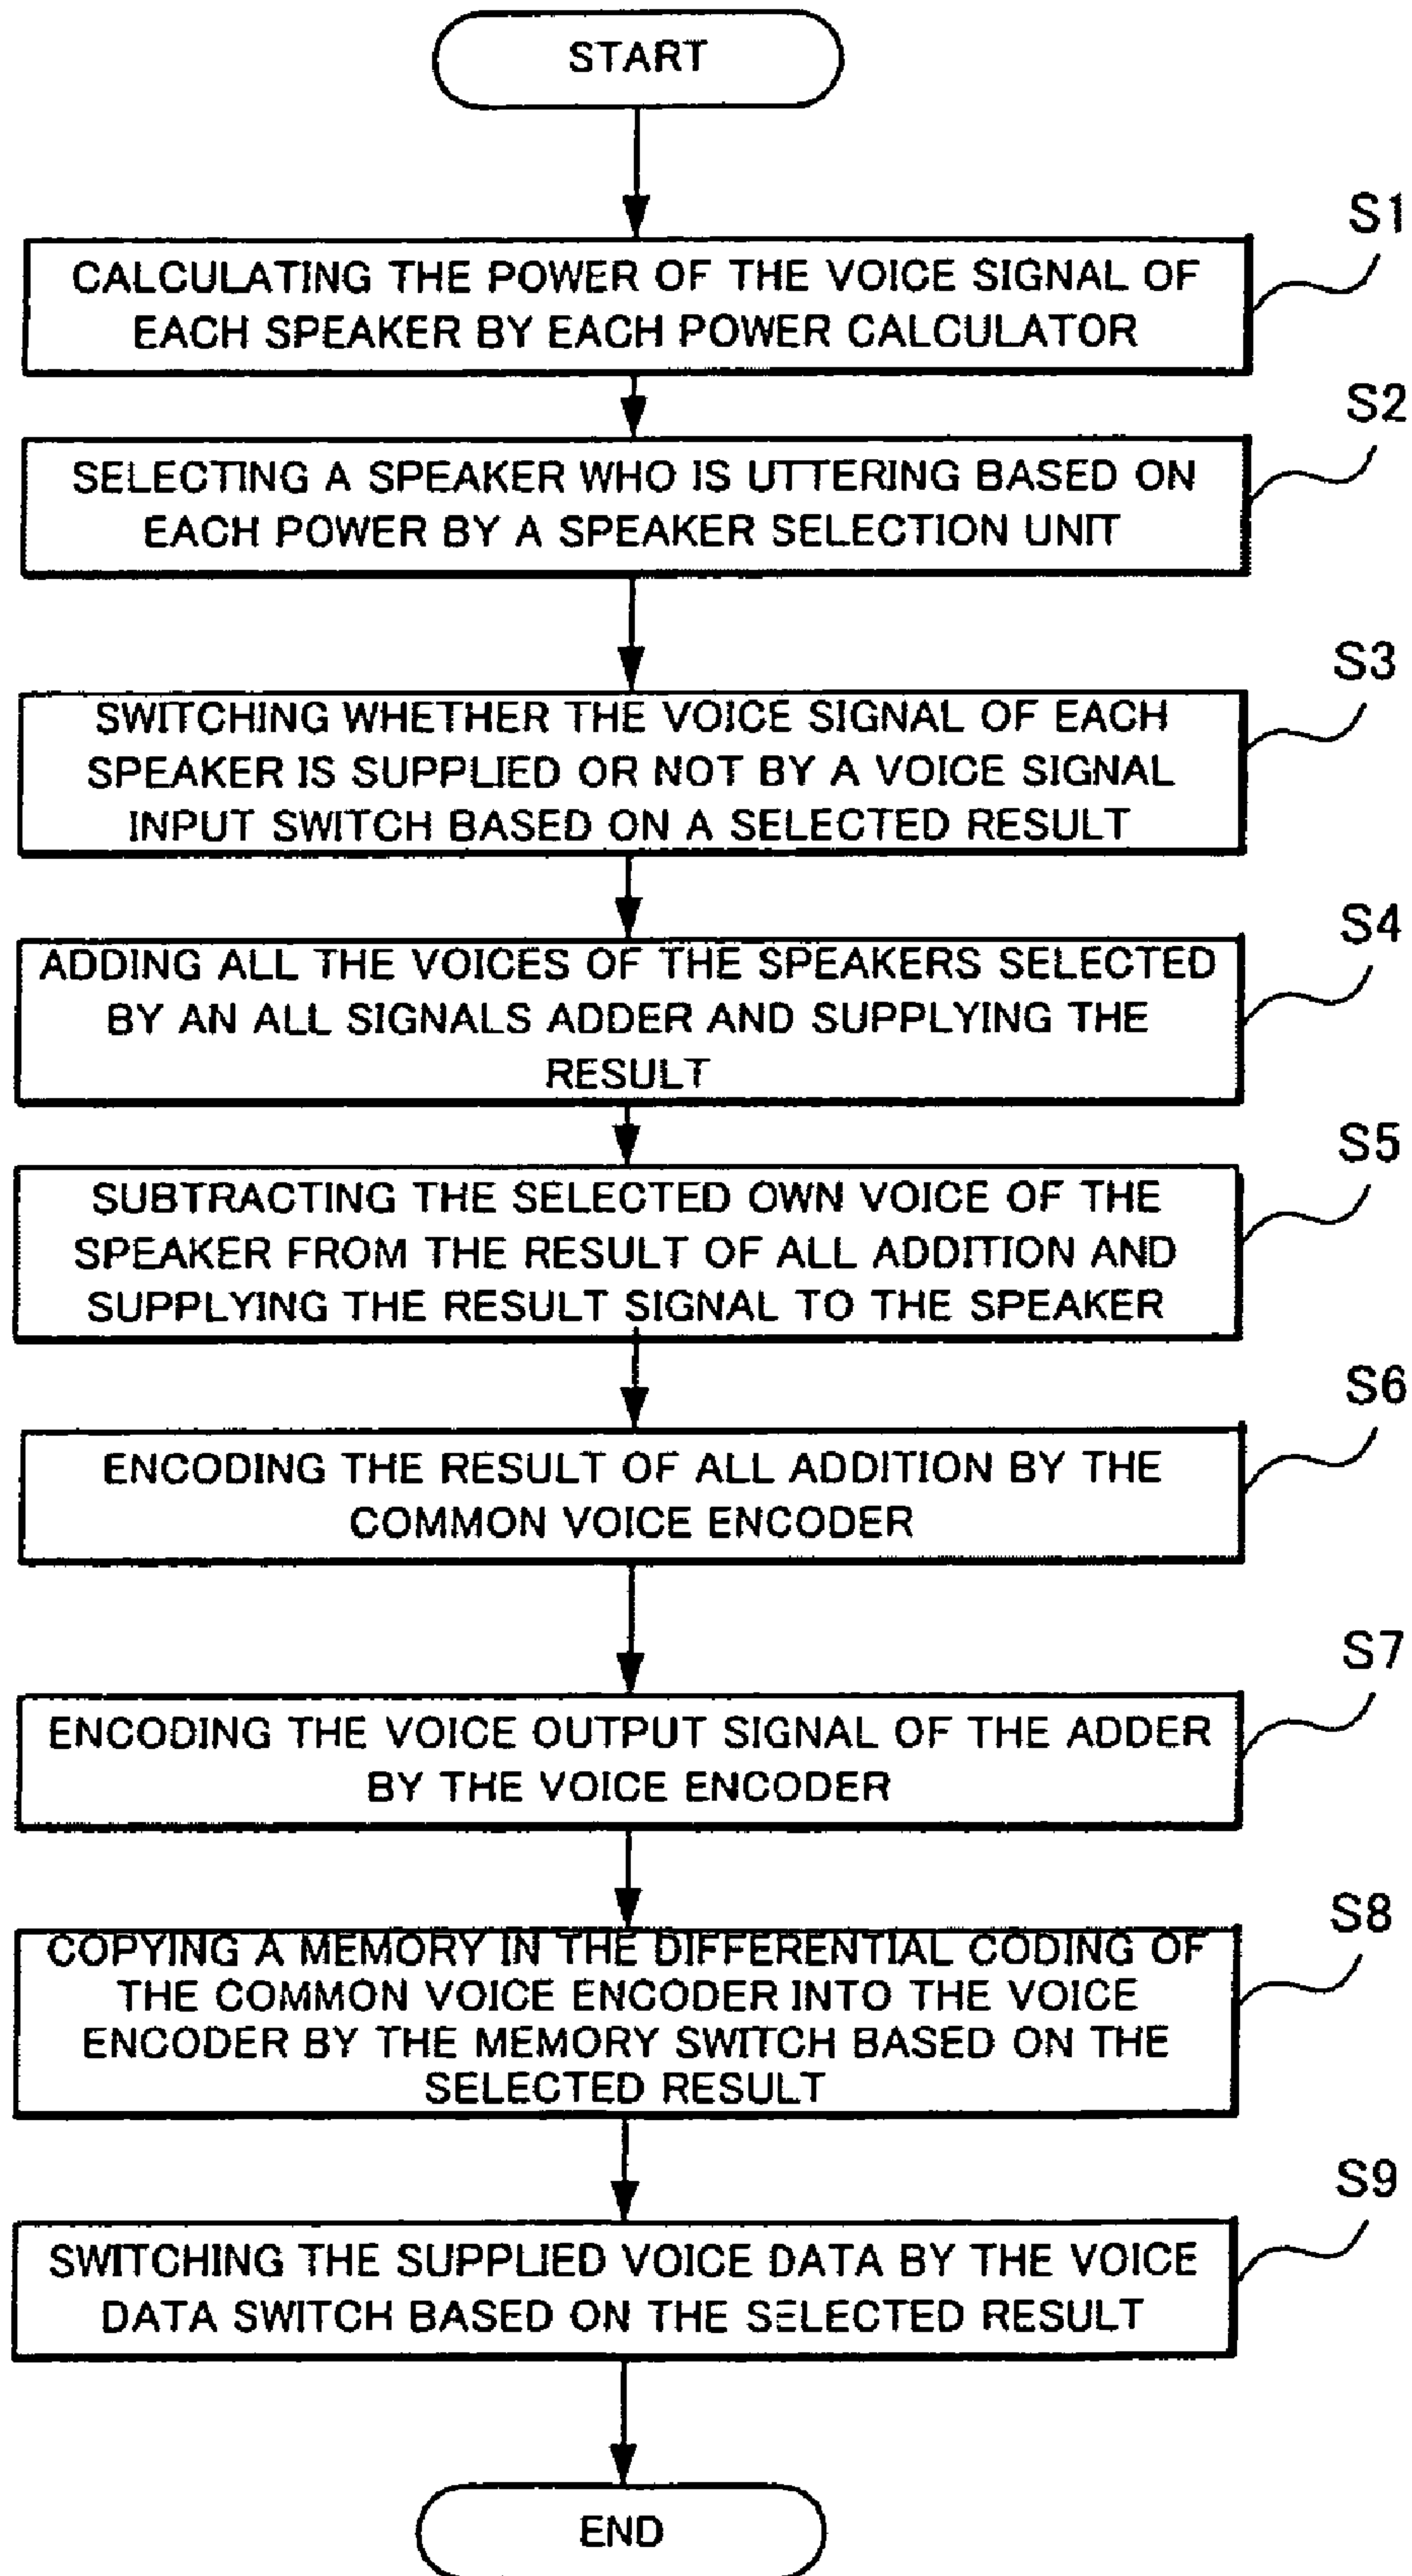 START
S1
CALCULATING THE POWER OF THE VOICE SIGNAL OF
EACH SPEAKER BY EACH POWER CALCULATOR
S2
SELECTING A SPEAKER WHO IS UTTERING BASED ON
EACH POWER BY A SPEAKER SELECTION UNIT
S3
SWITCHING WHETHER THE VOICE SIGNAL OF EACH
SPEAKER IS SUPPLIED OR NOT BY A VOICE SIGNAL
INPUT SWITCH BASED ON A SELECTED RESULT
S4
ADDING ALL THE VOICES OF THE SPEAKERS SELECTED
BY AN ALL SIGNALS ADDER AND SUPPLYING THE
RESULT
S5
SUBTRACTING THE SELECTED OWN VOICE OF THE
SPEAKER FROM THE RESULT OF ALL ADDITION AND
SUPPLYING THE RESULT SIGNAL TO THE SPEAKER
S6
ENCODING THE RESULT OF ALL ADDITION BY THE
COMMON VOICE ENCODER
S7
ENCODING THE VOICE OUTPUT SIGNAL OF THE ADDER
BY THE VOICE ENCODER
S8
COPYING A MEMORY IN THE DIFFERENTIAL CODING OF
THE COMMON VOICE ENCODER INTO THE VOICE
ENCODER BY THE MEMORY SWITCH BASED ON THE
SELECTED RESULT
S9
SWITCHING THE SUPPLIED VOICE DATA BY THE VOICE
DATA SWITCH BASED ON THE SELECTED RESULT
END